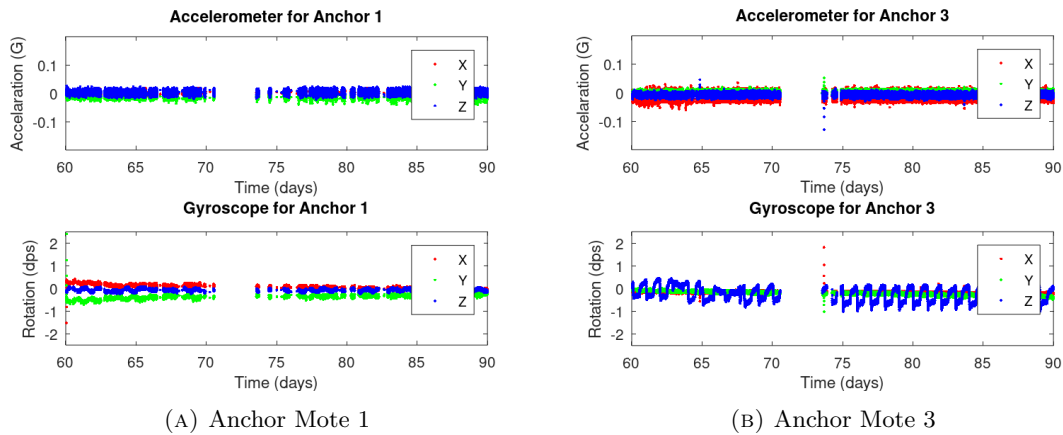 Accelerometer for Anchor 1
Accelaration (G)
0.1
0
-0.1
X
Y
Z
60 65 70 75 80 85 90
Time (days)
Gyroscope for Anchor 1
Rotation (dps)
2
1
0
-1
-2
X
Y
Z
60 65 70 75 80 85 90
Time (days)
(A) Anchor Mote 1
Accelerometer for Anchor 3
Accelaration (G)
0.1
0
-0.1
X
Y
Z
60 65 70 75 80 85 90
Time (days)
Gyroscope for Anchor 3
Rotation (dps)
2
1
0
-1
-2
X
Y
Z
60 65 70 75 80 85 90
Time (days)
(B) Anchor Mote 3